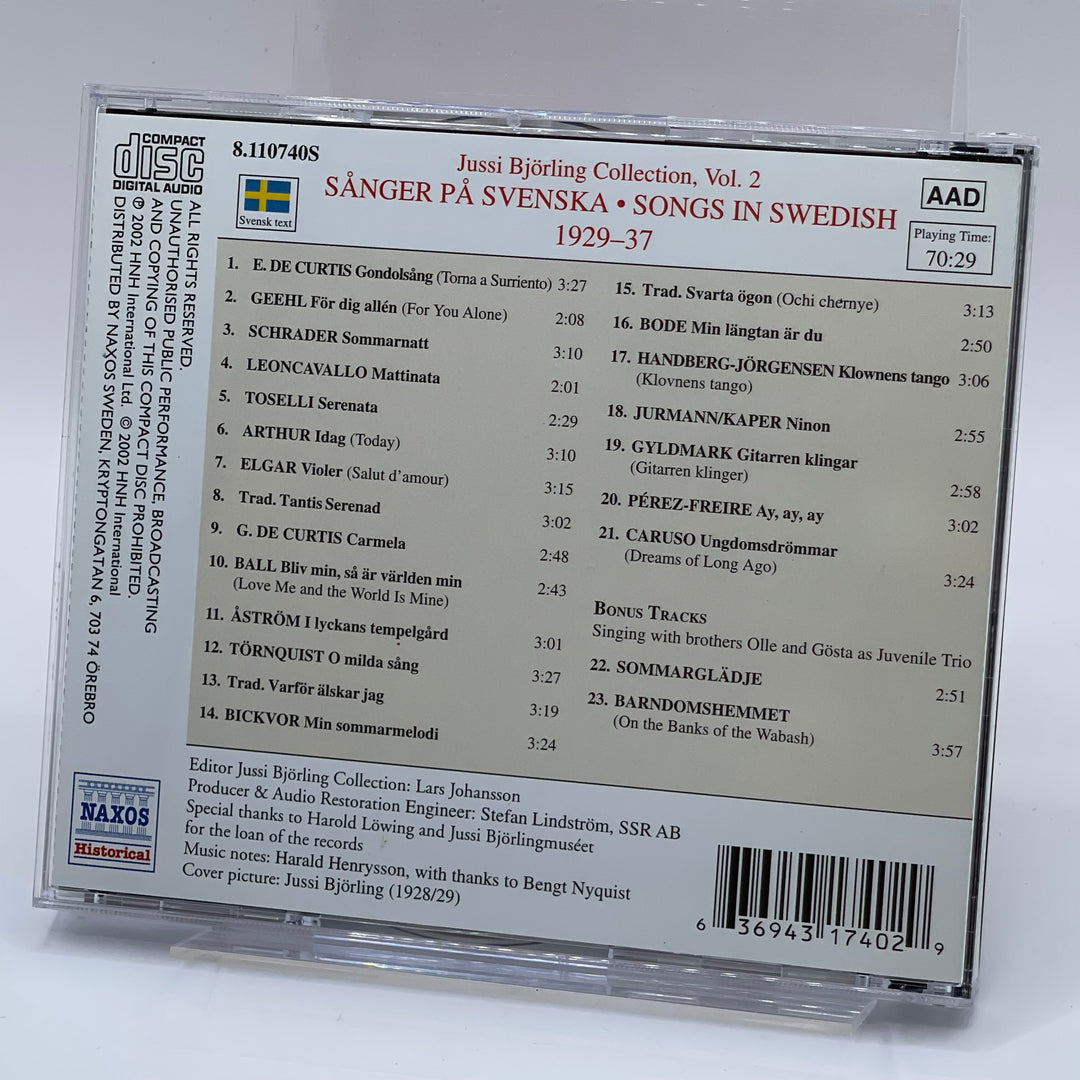 COMPACT
disc
DIGITAL AUDIO
8.110740S
Svensk text
Jussi Björling Collection, Vol. 2
SÅNGER PÅ SVENSKA • SONGS IN SWEDISH
1929–37
AAD
Playing Time:
70:29
1. E. DE CURTIS Gondolsång (Torna a Surriento) 3:27
2. GEEHL För dig allén (For You Alone) 2:08
3. SCHRADER Sommarnatt 3:10
4. LEONCAVALLO Mattinata 2:01
5. TOSELLI Serenata 2:29
6. ARTHUR Idag (Today) 3:10
7. ELGAR Violer (Salut d'amour) 3:15
8. Trad. Tantis Serenad 3:02
9. G. DE CURTIS Carmela 2:48
10. BALL Bliv min, så är världen min 2:43
(Love Me and the World Is Mine)
11. ÅSTRÖM I lyckans tempelgård 3:01
12. TÖRNQUIST O milda sång 3:27
13. Trad. Varför älskar jag 3:19
14. BICKVOR Min sommarmelodi 3:24
15. Trad. Svarta ögon (Ochi chernye) 3:13
16. BODE Min längtan är du 2:50
17. HANDBERG-JÖRGENSEN Klownens tango 3:06
(Klovnens tango)
18. JURMANN/KAPER Ninon 2:55
19. GYLDMARK Gitarren klingar 2:58
(Gitarren klinger)
20. PÉREZ-FREIRE Ay, ay, ay 3:02
21. CARUSO Ungdomsdrömmar 3:24
(Dreams of Long Ago)
BONUS TRACKS
Singing with brothers Olle and Gösta as Juvenile Trio
22. SOMMARGLÄDJE 2:51
23. BARNDOMSHEMMET 3:57
(On the Banks of the Wabash)
Editor Jussi Björling Collection: Lars Johansson
Producer & Audio Restoration Engineer: Stefan Lindström, SSR AB
Special thanks to Harold Löwing and Jussi Björlingmuséet
for the loan of the records
Music notes: Harald Henrysson, with thanks to Bengt Nyquist
Cover picture: Jussi Björling (1928/29)
ALL RIGHTS RESERVED.
UNAUTHORISED PUBLIC PERFORMANCE, BROADCASTING
AND COPYING OF THIS COMPACT DISC PROHIBITED.
℗ 2002 HNH International Ltd. © 2002 HNH International
DISTRIBUTED BY NAXOS SWEDEN, KRYPTONGATAN 6, 703 74 ÖREBRO
NAXOS
Historical
6 36943 17402 9